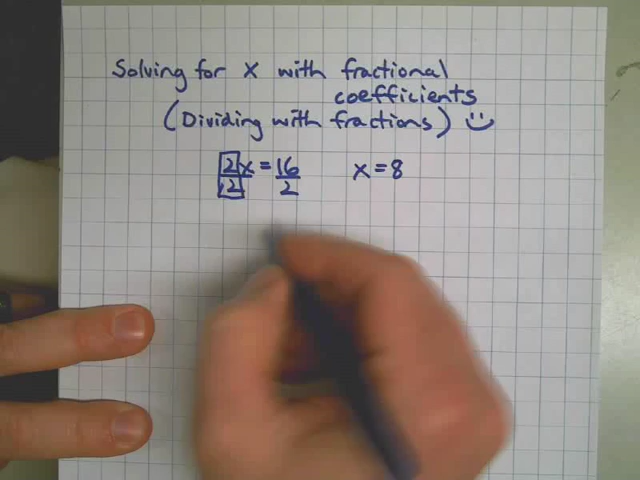 Solving for x with fractional
coefficients
(Dividing with fractions) :)
2x = 16 x = 8
2 2